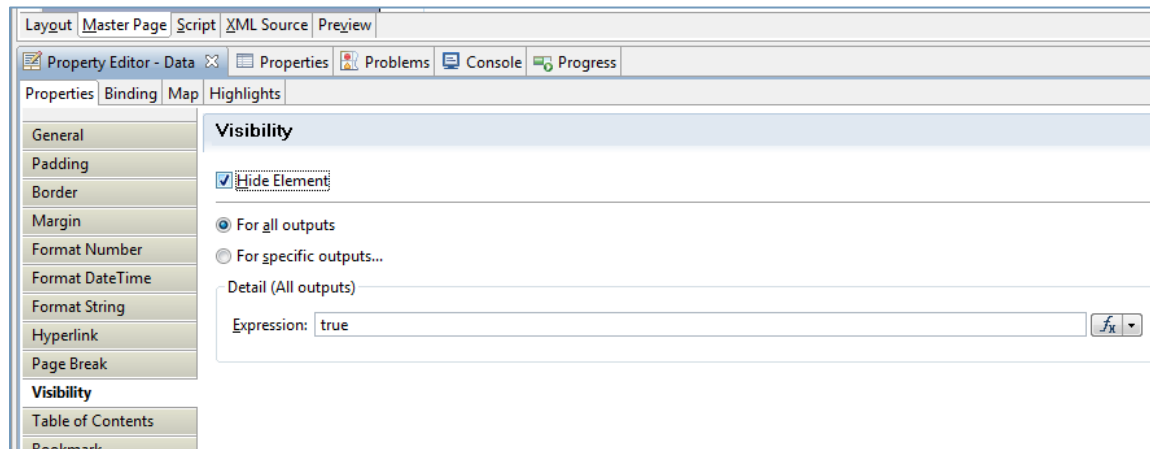 Layout Master Page Script XML Source Preview
Property Editor - Data Properties Problems Console Progress
Properties Binding Map Highlights
General
Visibility
Padding
Hide Element
Border
Margin
For all outputs
Format Number
For specific outputs...
Format DateTime
Detail (All outputs)
Format String
Expression: true fx
Hyperlink
Page Break
Visibility
Table of Contents
Bookmark